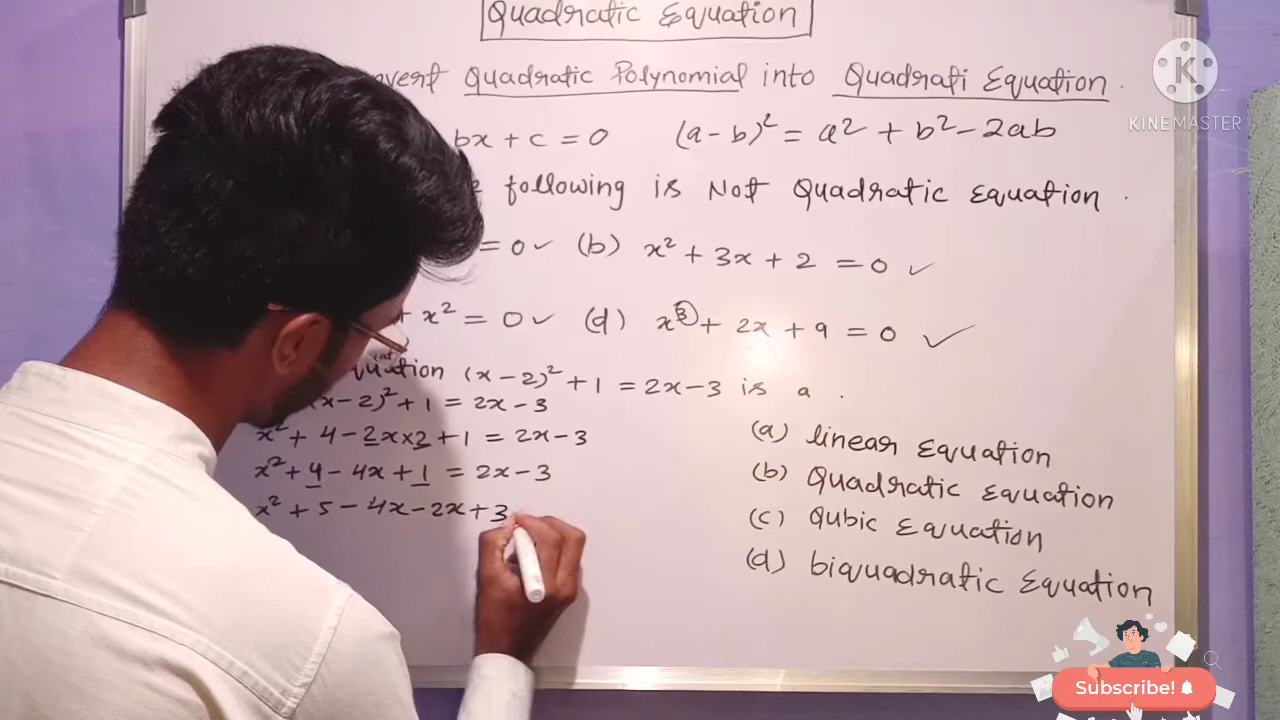 Quadratic Equation
Quadratic Polynomial into Quadrati Equation.
bx + c = 0 (a - b)² = a² + b² - 2ab
following is Not Quadratic Equation.
= 0 ✓ (b) x² + 3x + 2 = 0 ✓
x² = 0 ✓ (d) x³ + 2x + 9 = 0 ✓
(x - 2)² + 1 = 2x - 3 is a.
x - 2)² + 1 = 2x - 3
x² + 4 - 2x×2 + 1 = 2x - 3
x² + 4 - 4x + 1 = 2x - 3
x² + 5 - 4x - 2x + 3
(a) linear Equation
(b) Quadratic Equation
(c) Qubic Equation
(d) biquadratic Equation
KINEMASTER
Subscribe!